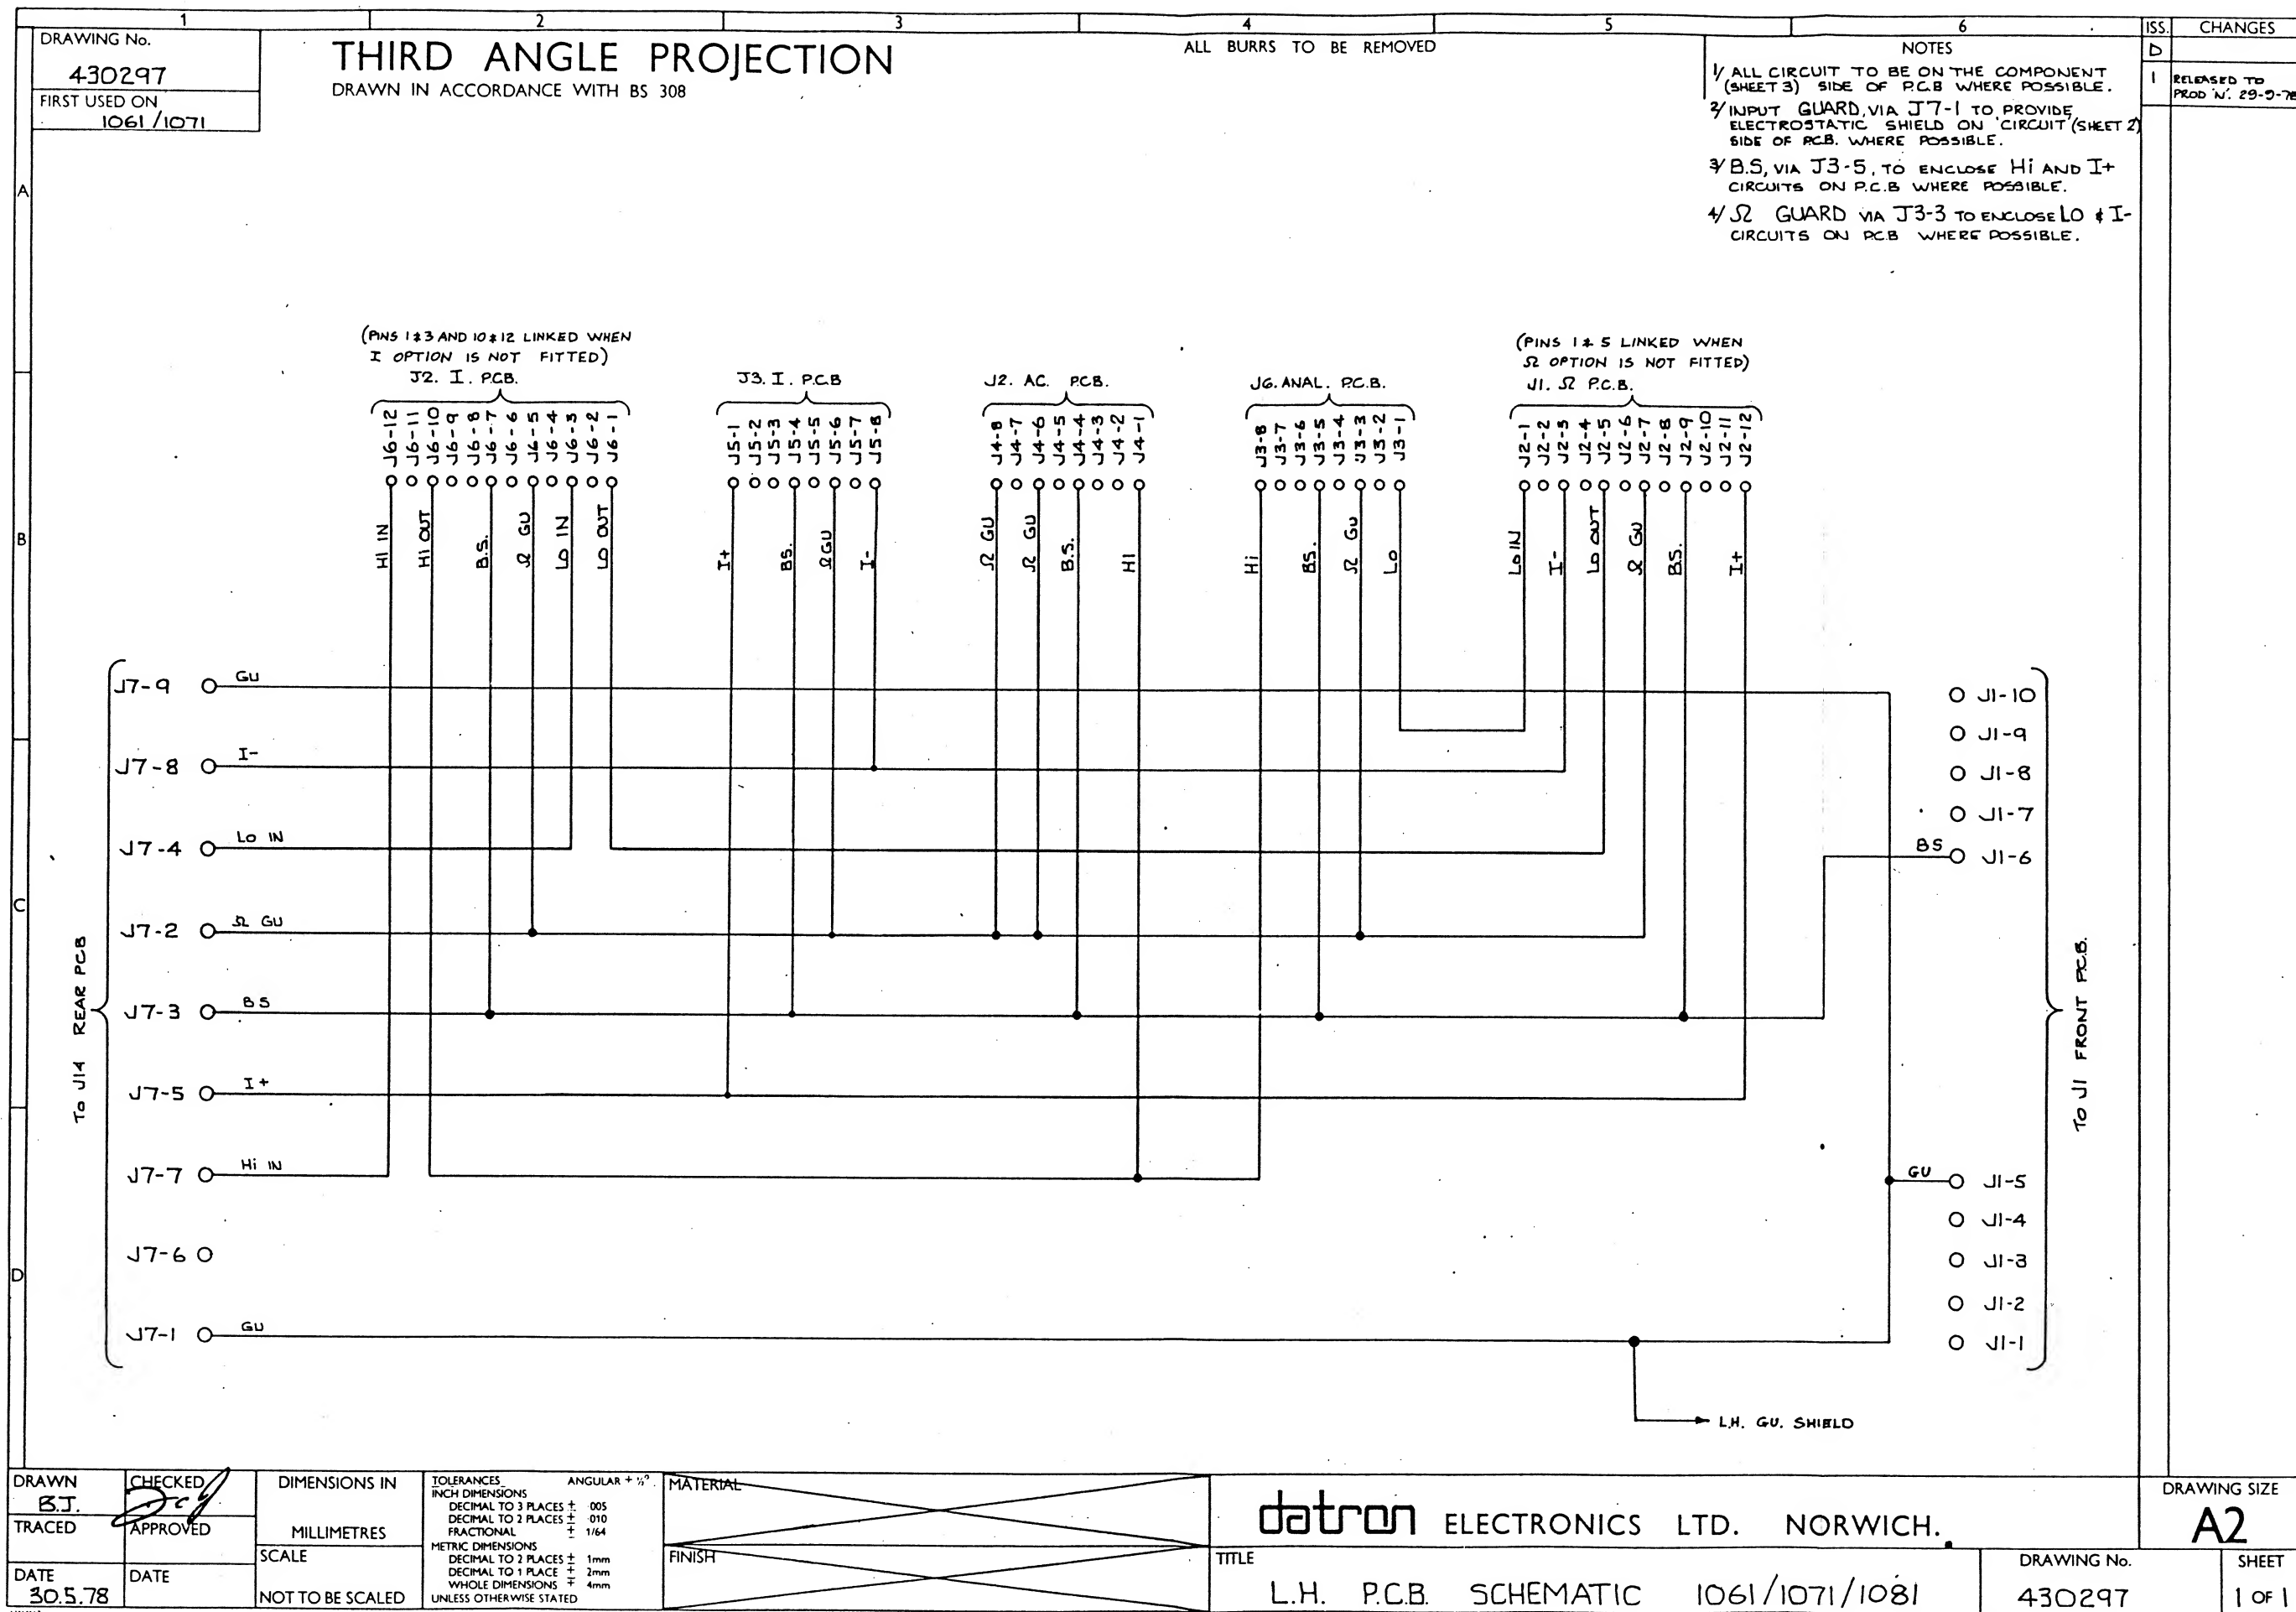 1 2 3 4 5 6
DRAWING No.
430297
FIRST USED ON
1061/1071
THIRD ANGLE PROJECTION
DRAWN IN ACCORDANCE WITH BS 308
ALL BURRS TO BE REMOVED
NOTES
1/ ALL CIRCUIT TO BE ON THE COMPONENT
(SHEET 3) SIDE OF P.C.B WHERE POSSIBLE.
2/ INPUT GUARD, VIA J7-1 TO PROVIDE
ELECTROSTATIC SHIELD ON 'CIRCUIT' (SHEET 2)
SIDE OF P.C.B. WHERE POSSIBLE.
3/ B.S, VIA J3-5, TO ENCLOSE Hi AND I+
CIRCUITS ON P.C.B WHERE POSSIBLE.
4/ Ω GUARD VIA J3-3 TO ENCLOSE LO & I-
CIRCUITS ON P.C.B WHERE POSSIBLE.
ISS. CHANGES
D
1 RELEASED TO
PROD'N. 29-9-78
A
B
C
D
(PINS 1 & 3 AND 10 & 12 LINKED WHEN
I OPTION IS NOT FITTED)
J2. I. P.C.B.
J6-12
J6-11
J6-10
J6-9
J6-8
J6-7
J6-6
J6-5
J6-4
J6-3
J6-2
J6-1
HI IN
HI OUT
B.S.
Ω GU
LO IN
LO OUT
J3. I. P.C.B
J5-1
J5-2
J5-3
J5-4
J5-5
J5-6
J5-7
J5-8
I+
BS.
Ω GU
I-
J2. AC. P.C.B.
J4-8
J4-7
J4-6
J4-5
J4-4
J4-3
J4-2
J4-1
Ω GU
Ω GU
B.S.
HI
J6. ANAL. P.C.B.
J3-8
J3-7
J3-6
J3-5
J3-4
J3-3
J3-2
J3-1
Hi
BS.
Ω GU
LO
(PINS 1 & 5 LINKED WHEN
Ω OPTION IS NOT FITTED)
J1. Ω P.C.B.
J2-1
J2-2
J2-3
J2-4
J2-5
J2-6
J2-7
J2-8
J2-9
J2-10
J2-11
J2-12
LO IN
I-
LO OUT
Ω GU
B.S.
I+
TO J14 REAR PCB
J7-9 GU
J7-8 I-
J7-4 LO IN
J7-2 Ω GU
J7-3 BS
J7-5 I+
J7-7 Hi IN
J7-6
J7-1 GU
J1-10
J1-9
J1-8
J1-7
BS J1-6
GU J1-5
J1-4
J1-3
J1-2
J1-1
TO J1 FRONT P.C.B.
L.H. GU. SHIELD
DRAWN
B.J.
CHECKED
TRACED
APPROVED
DATE
30.5.78
DATE
DIMENSIONS IN
MILLIMETRES
SCALE
NOT TO BE SCALED
TOLERANCES ANGULAR + ½°
INCH DIMENSIONS
DECIMAL TO 3 PLACES ± ·005
DECIMAL TO 2 PLACES ± ·010
FRACTIONAL ± 1/64
METRIC DIMENSIONS
DECIMAL TO 2 PLACES ± 1mm
DECIMAL TO 1 PLACE ± 2mm
WHOLE DIMENSIONS ∓ 4mm
UNLESS OTHERWISE STATED
MATERIAL
FINISH
datron ELECTRONICS LTD. NORWICH.
TITLE
L.H. P.C.B. SCHEMATIC 1061/1071/1081
DRAWING No.
430297
DRAWING SIZE
A2
SHEET
1 OF 1